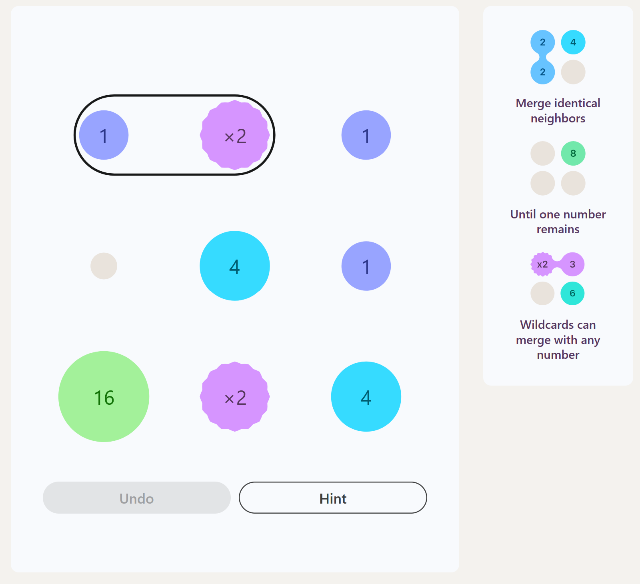 1 ×2 1
4 1
16 ×2 4
Undo Hint
2 4
2
Merge identical
neighbors
8
Until one number
remains
x2 3
6
Wildcards can
merge with any
number